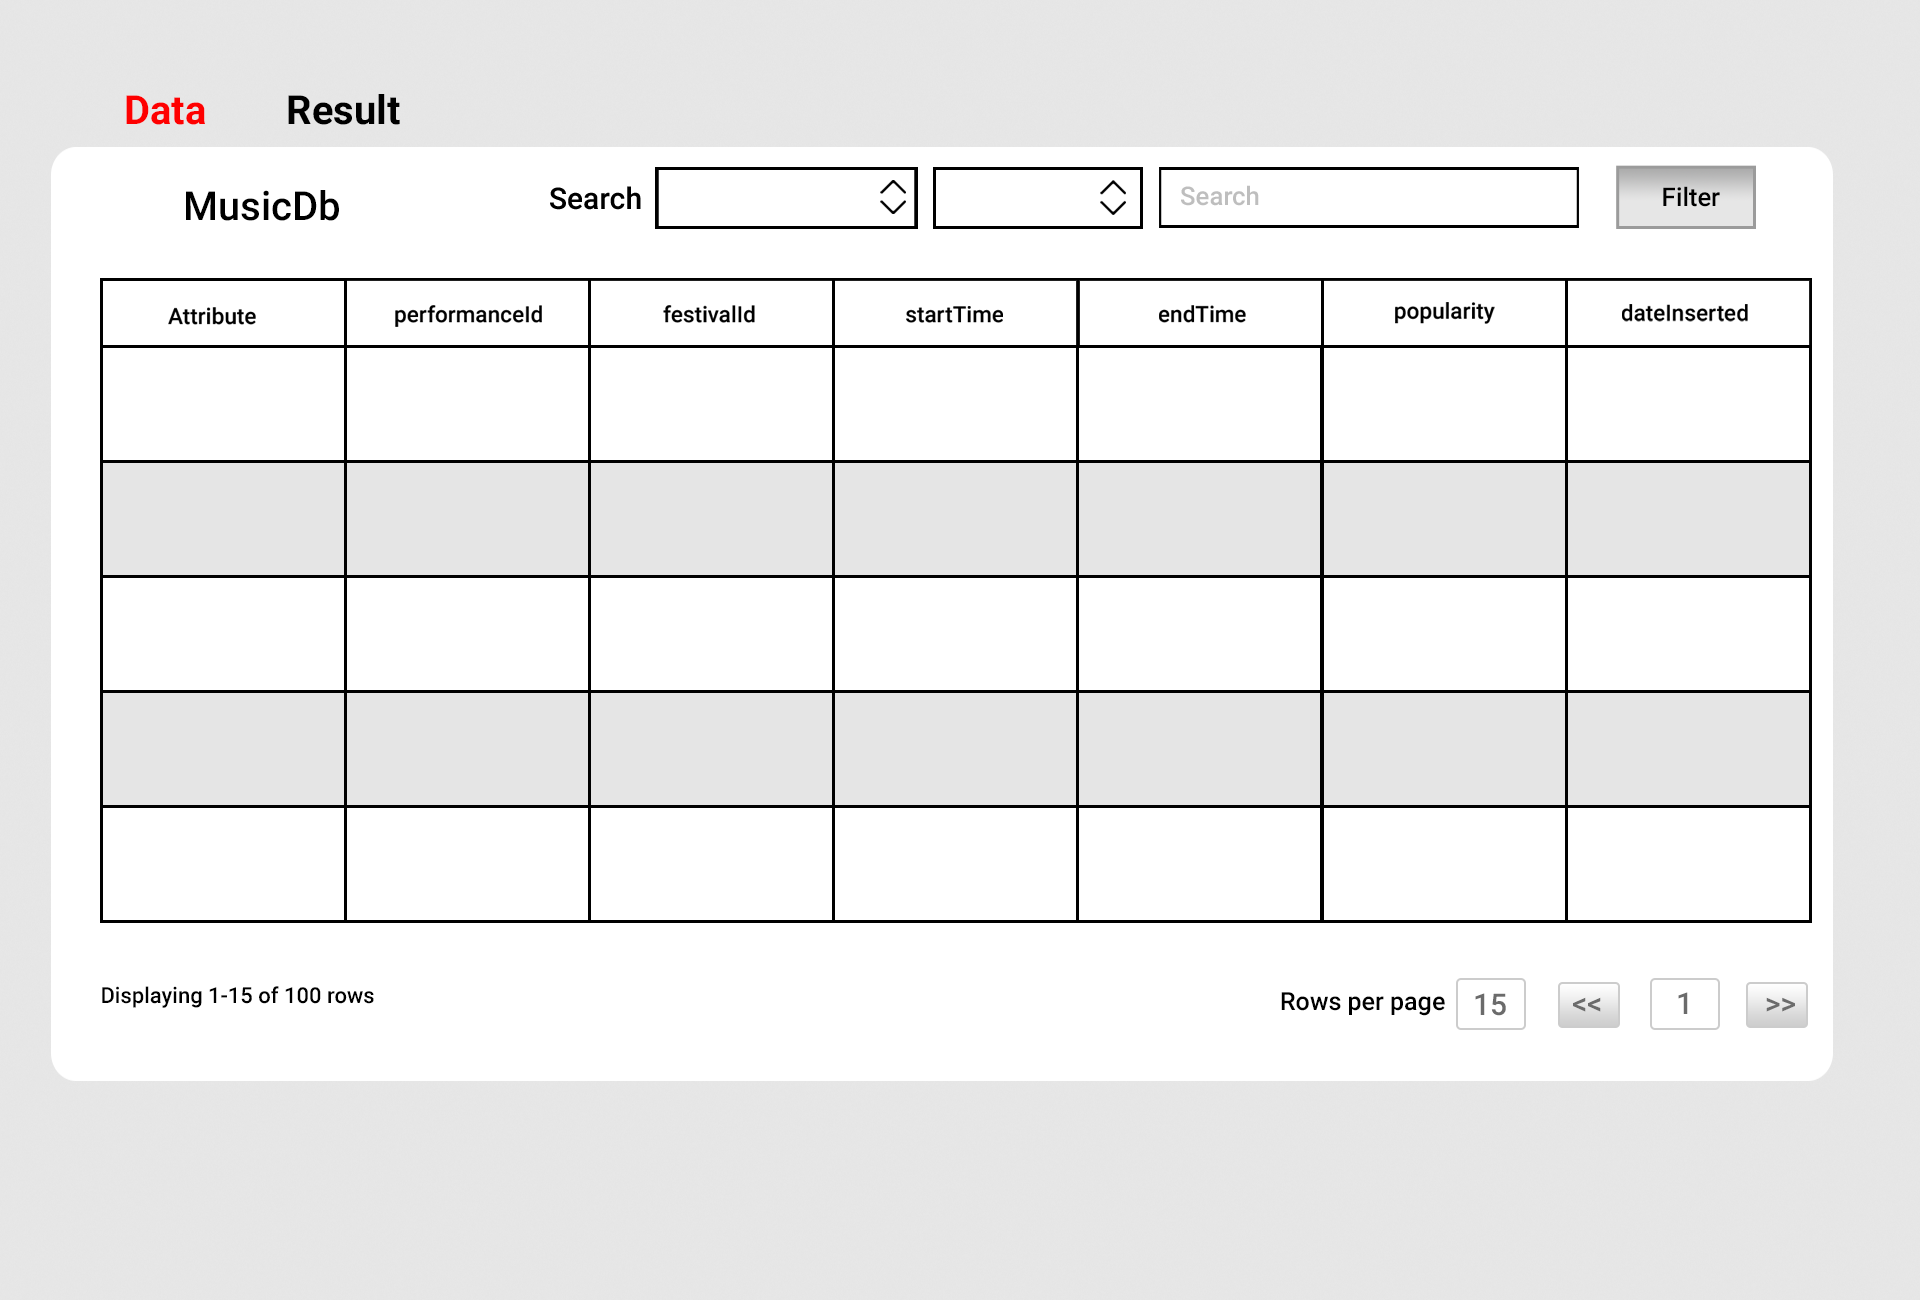 Data Result
MusicDb Search Search Filter
Attribute performanceId festivalId startTime endTime popularity dateInserted
Displaying 1-15 of 100 rows
Rows per page 15 << 1 >>